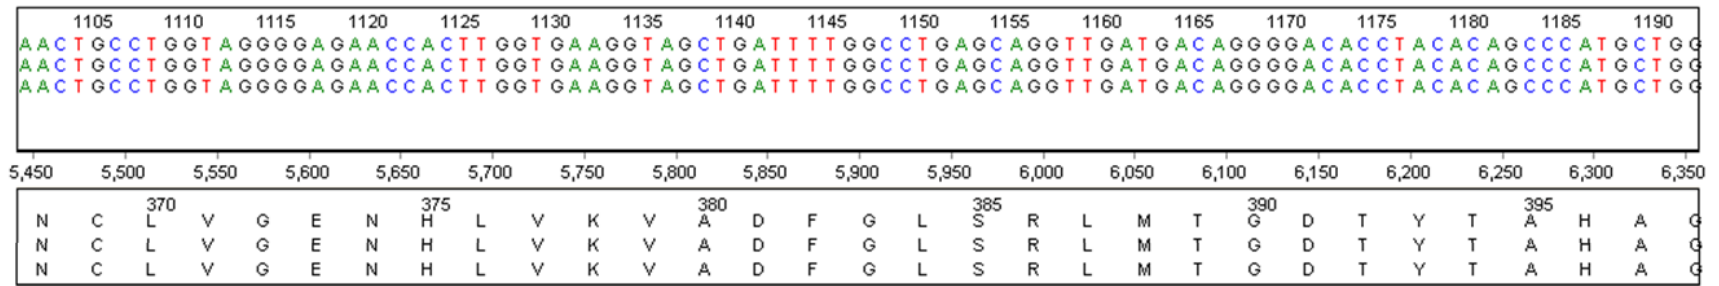 1105 1110 1115 1120 1125 1130 1135 1140 1145 1150 1155 1160 1165 1170 1175 1180 1185 1190
A A C T G C C T G G T A G G G G A G A A C C A C T T G G T G A A G G T A G C T G A T T T T G G C C T G A G C A G G T T G A T G A C A G G G G A C A C C T A C A C A G C C C A T G C T G G
A A C T G C C T G G T A G G G G A G A A C C A C T T G G T G A A G G T A G C T G A T T T T G G C C T G A G C A G G T T G A T G A C A G G G G A C A C C T A C A C A G C C C A T G C T G G
A A C T G C C T G G T A G G G G A G A A C C A C T T G G T G A A G G T A G C T G A T T T T G G C C T G A G C A G G T T G A T G A C A G G G G A C A C C T A C A C A G C C C A T G C T G G
5,450 5,500 5,550 5,600 5,650 5,700 5,750 5,800 5,850 5,900 5,950 6,000 6,050 6,100 6,150 6,200 6,250 6,300 6,350
370 375 380 385 390 395
N C L V G E N H L V K V A D F G L S R L M T G D T Y T A H A G
N C L V G E N H L V K V A D F G L S R L M T G D T Y T A H A G
N C L V G E N H L V K V A D F G L S R L M T G D T Y T A H A G